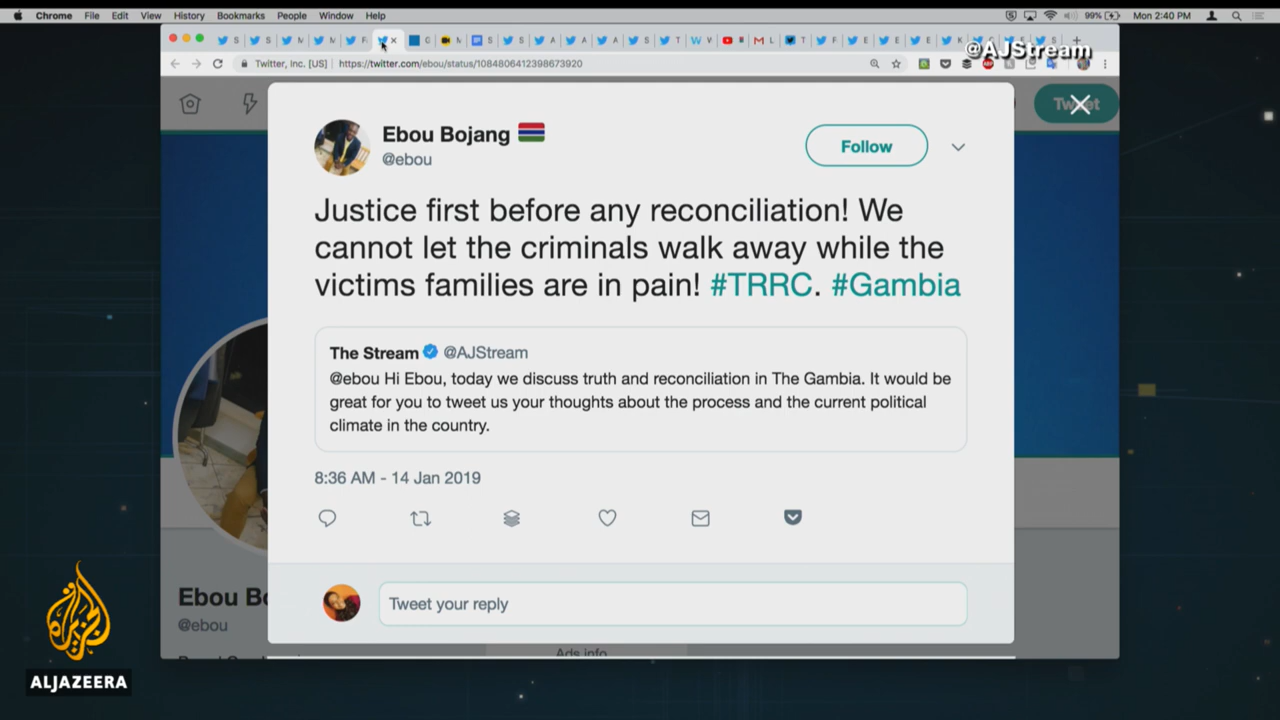 Chrome File Edit View History Bookmarks People Window Help 99% Mon 2:40 PM
@AJStream
Twitter, Inc. [US] https://twitter.com/ebou/status/1084806412398673920
Tweet
Ebou Bojang
@ebou
Follow
Justice first before any reconciliation! We
cannot let the criminals walk away while the
victims families are in pain! #TRRC. #Gambia
The Stream @AJStream
@ebou Hi Ebou, today we discuss truth and reconciliation in The Gambia. It would be
great for you to tweet us your thoughts about the process and the current political
climate in the country.
8:36 AM - 14 Jan 2019
Tweet your reply
Ebou Bo
@ebou
Ads info
الجزيرة
ALJAZEERA